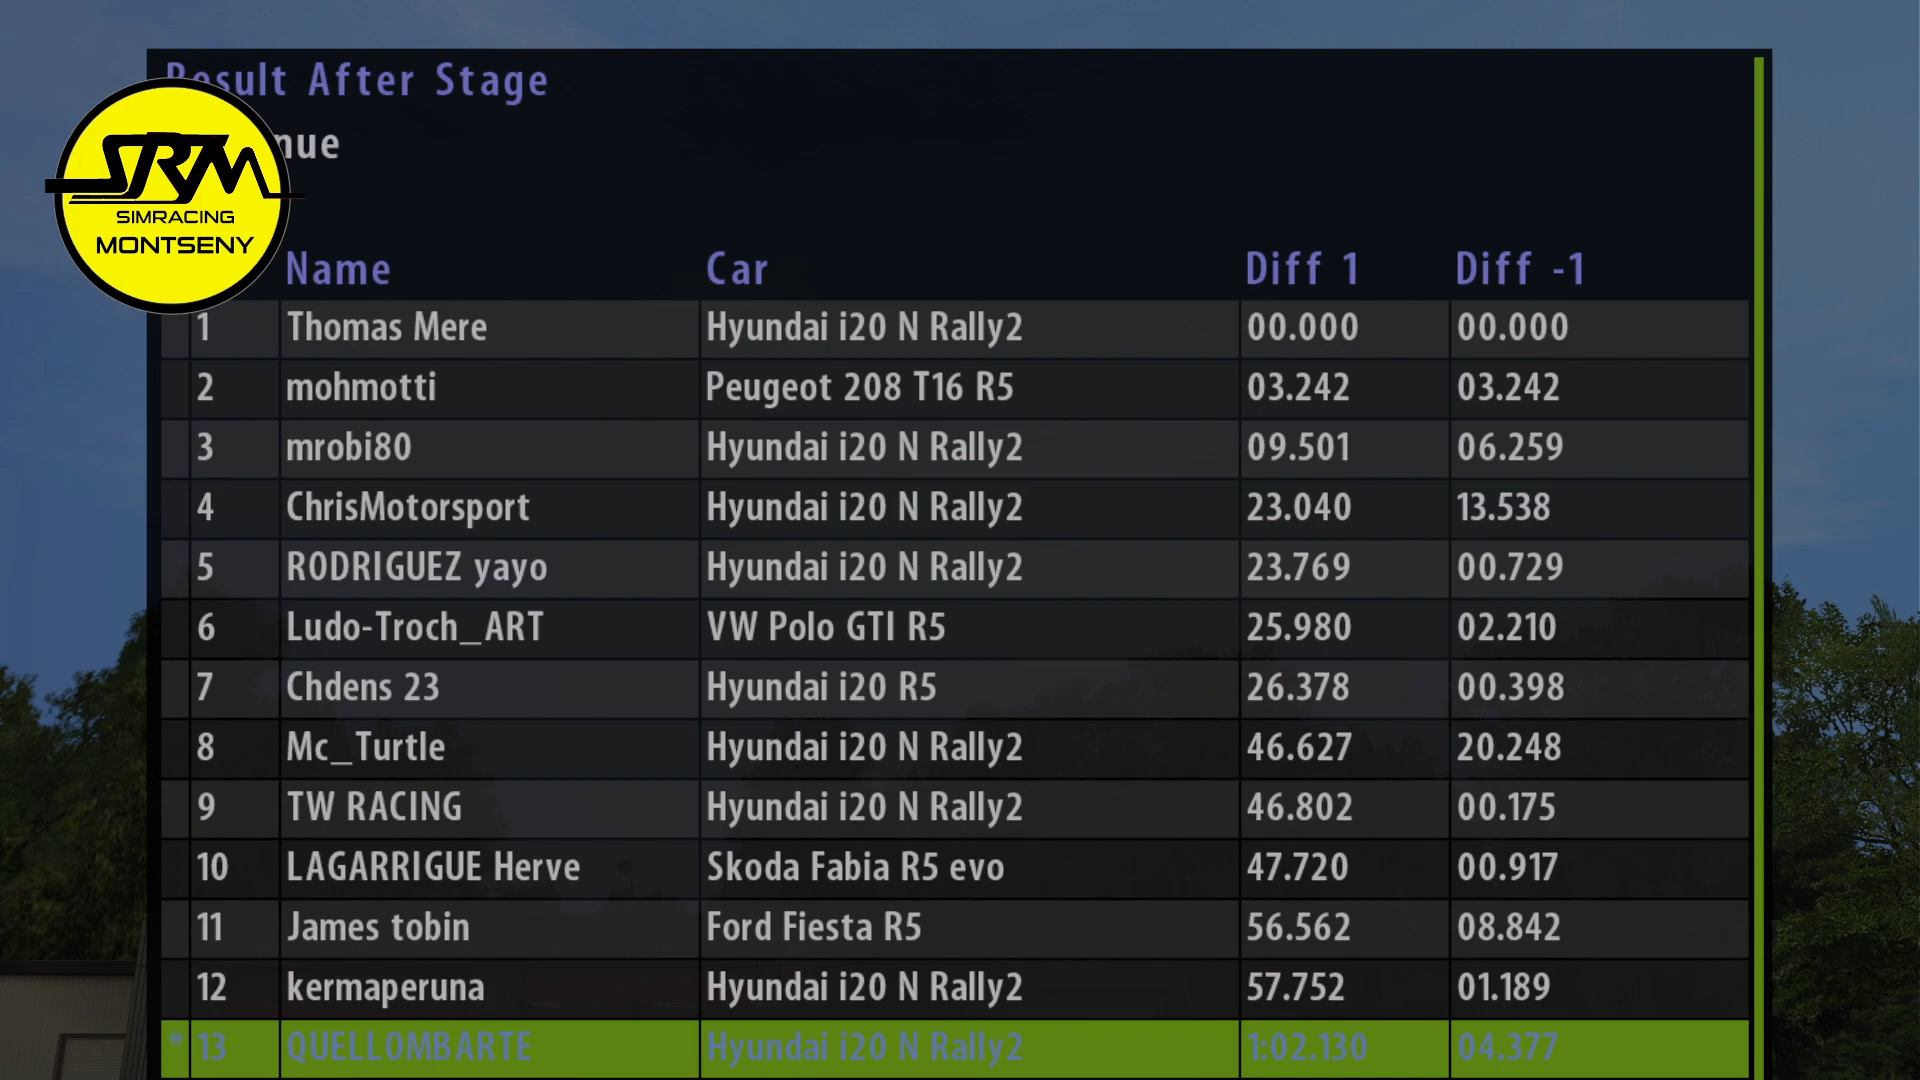 Result After Stage
nue
SRM
SIMRACING
MONTSENY
Name Car Diff 1 Diff -1
1 Thomas Mere Hyundai i20 N Rally2 00.000 00.000
2 mohmotti Peugeot 208 T16 R5 03.242 03.242
3 mrobi80 Hyundai i20 N Rally2 09.501 06.259
4 ChrisMotorsport Hyundai i20 N Rally2 23.040 13.538
5 RODRIGUEZ yayo Hyundai i20 N Rally2 23.769 00.729
6 Ludo-Troch_ART VW Polo GTI R5 25.980 02.210
7 Chdens 23 Hyundai i20 R5 26.378 00.398
8 Mc_Turtle Hyundai i20 N Rally2 46.627 20.248
9 TW RACING Hyundai i20 N Rally2 46.802 00.175
10 LAGARRIGUE Herve Skoda Fabia R5 evo 47.720 00.917
11 James tobin Ford Fiesta R5 56.562 08.842
12 kermaperuna Hyundai i20 N Rally2 57.752 01.189
* 13 QUELLOMBARTE Hyundai i20 N Rally2 1:02.130 04.377